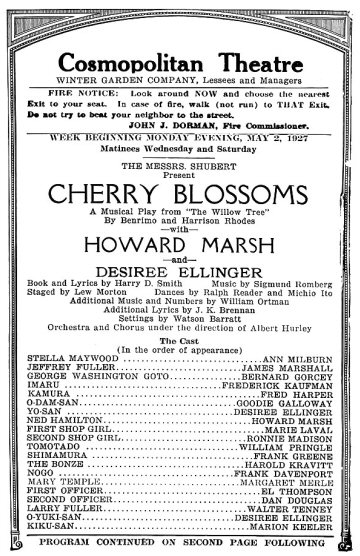 Cosmopolitan Theatre
WINTER GARDEN COMPANY, Lessees and Managers
FIRE NOTICE: Look around NOW and choose the nearest
Exit to your seat. In case of fire, walk (not run) to THAT Exit.
Do not try to beat your neighbor to the street.
JOHN J. DORMAN, Fire Commissioner.
WEEK BEGINNING MONDAY EVENING, MAY 2, 1927
Matinees Wednesday and Saturday
THE MESSRS. SHUBERT
Present
CHERRY BLOSSOMS
A Musical Play from "The Willow Tree"
By Benrimo and Harrison Rhodes
—with—
HOWARD MARSH
—and—
DESIREE ELLINGER
Book and Lyrics by Harry D. Smith Music by Sigmund Romberg
Staged by Lew Morton Dances by Ralph Reader and Michio Ito
Additional Music and Numbers by William Ortman
Additional Lyrics by J. K. Brennan
Settings by Watson Barratt
Orchestra and Chorus under the direction of Albert Hurley
The Cast
(In the order of appearance)
STELLA MAYWOOD ANN MILBURN
JEFFREY FULLER JAMES MARSHALL
GEORGE WASHINGTON GOTO BERNARD GORCEY
IMARU FREDERICK KAUFMAN
KAMURA FRED HARPER
O-DAM-SAN GOODIE GALLOWAY
YO-SAN DESIREE ELLINGER
NED HAMILTON HOWARD MARSH
FIRST SHOP GIRL MARIE LAVAL
SECOND SHOP GIRL RONNIE MADISON
TOMOTADO WILLIAM PRINGLE
SHIMAMURA FRANK GREENE
THE BONZE HAROLD KRAVITT
NOGO FRANK DAVENPORT
MARY TEMPLE MARGARET MERLE
FIRST OFFICER EL THOMPSON
SECOND OFFICER DAN DOUGLAS
LARRY FULLER WALTER TENNEY
O-YUKI-SAN DESIREE ELLINGER
KIKU-SAN MARION KEELER
PROGRAM CONTINUED ON SECOND PAGE FOLLOWING